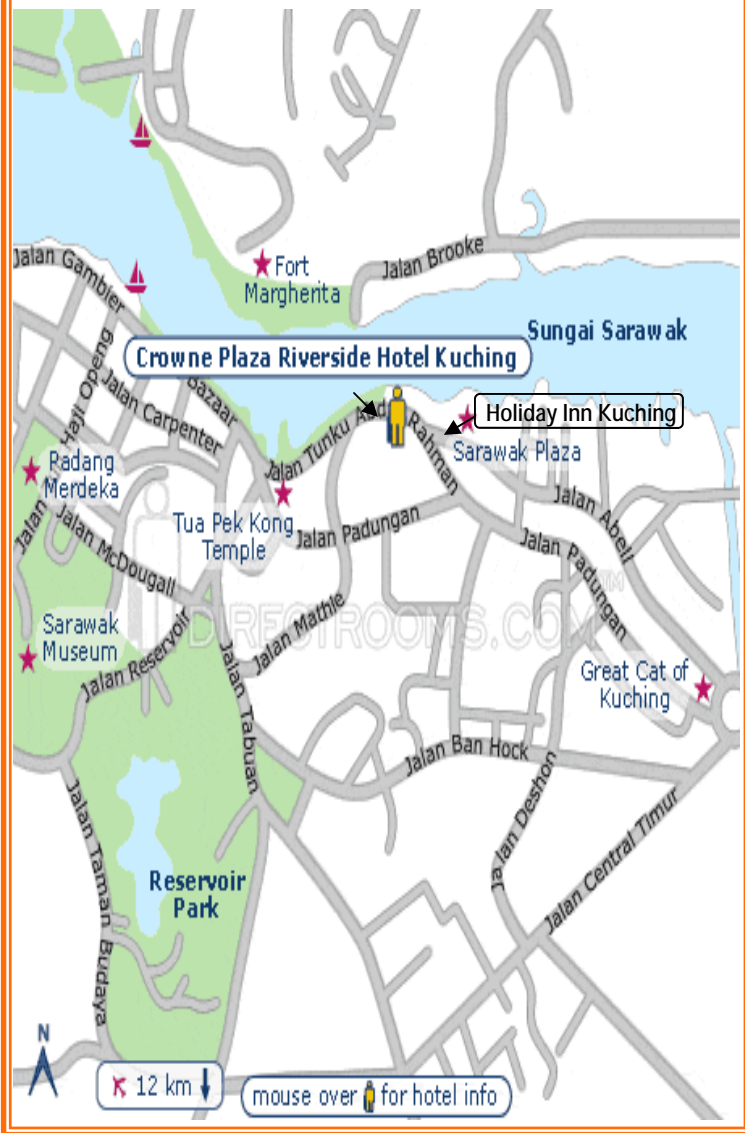 Jalan Gambier
Fort
Margherita
Jalan Brooke
Sungai Sarawak
Crowne Plaza Riverside Hotel Kuching
Jalan Haji Openg
Jalan Carpenter
Bazaar
Jalan Tunku Abd
Rahman
Holiday Inn Kuching
Sarawak Plaza
Padang
Merdeka
Jalan McDougall
Tua Pek Kong
Temple
Jalan Padungan
Jalan Abell
Jalan Padungan
DIRECTROOMS.COM
TM
Sarawak
Museum
Jalan Reservoir
Jalan Mathie
Jalan Tabuan
Great Cat of
Kuching
Jalan Ban Hock
Jalan Deshon
Jalan Central Timur
Jalan Taman Budaya
Reservoir
Park
N
12 km
mouse over for hotel info